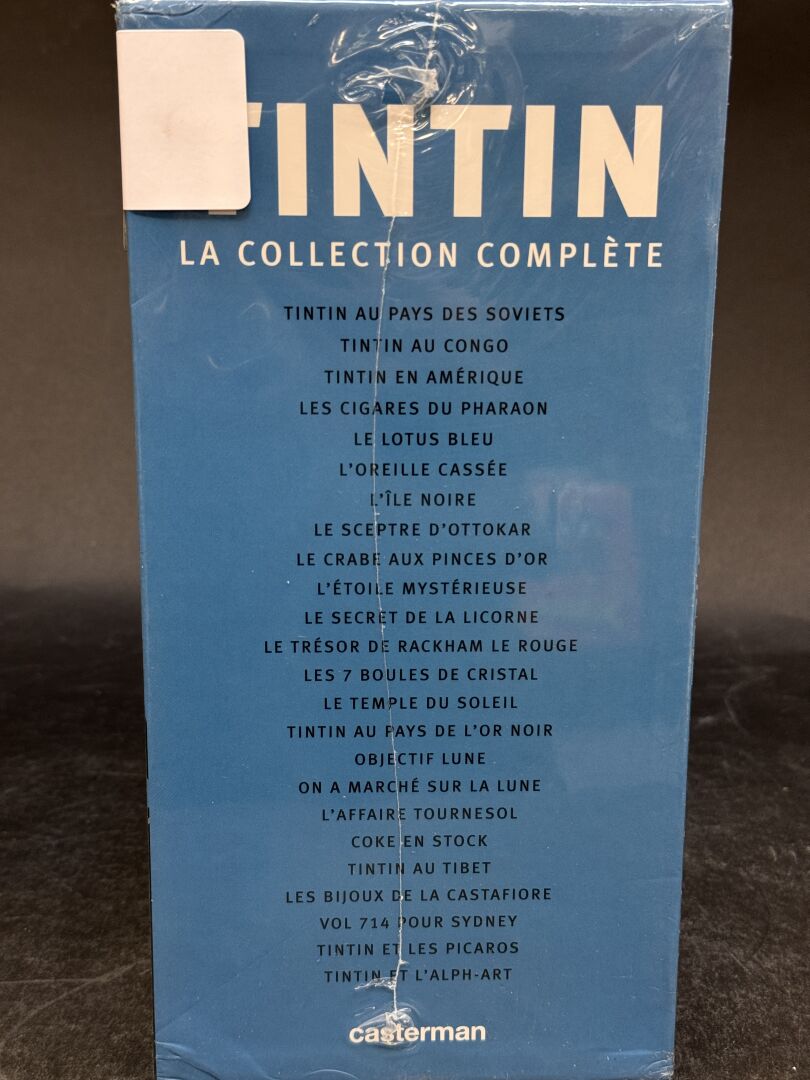 TINTIN
LA COLLECTION COMPLÈTE
TINTIN AU PAYS DES SOVIETS
TINTIN AU CONGO
TINTIN EN AMÉRIQUE
LES CIGARES DU PHARAON
LE LOTUS BLEU
L'OREILLE CASSÉE
L'ÎLE NOIRE
LE SCEPTRE D'OTTOKAR
LE CRABE AUX PINCES D'OR
L'ÉTOILE MYSTÉRIEUSE
LE SECRET DE LA LICORNE
LE TRÉSOR DE RACKHAM LE ROUGE
LES 7 BOULES DE CRISTAL
LE TEMPLE DU SOLEIL
TINTIN AU PAYS DE L'OR NOIR
OBJECTIF LUNE
ON A MARCHÉ SUR LA LUNE
L'AFFAIRE TOURNESOL
COKE EN STOCK
TINTIN AU TIBET
LES BIJOUX DE LA CASTAFIORE
VOL 714 POUR SYDNEY
TINTIN ET LES PICAROS
TINTIN ET L'ALPH-ART
casterman